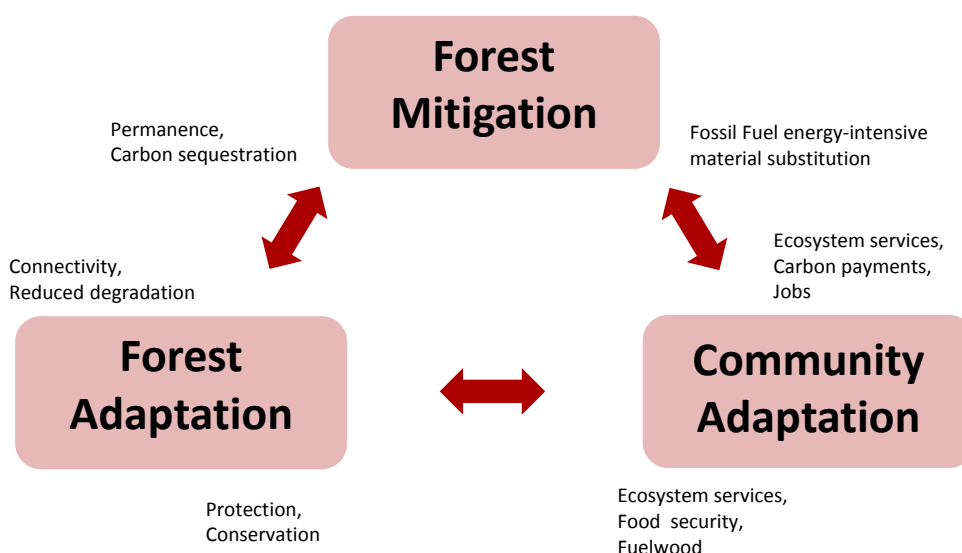 Forest
Mitigation
Permanence,
Carbon sequestration
Fossil Fuel energy-intensive
material substitution
Connectivity,
Reduced degradation
Ecosystem services,
Carbon payments,
Jobs
Forest
Adaptation
Community
Adaptation
Protection,
Conservation
Ecosystem services,
Food security,
Fuelwood